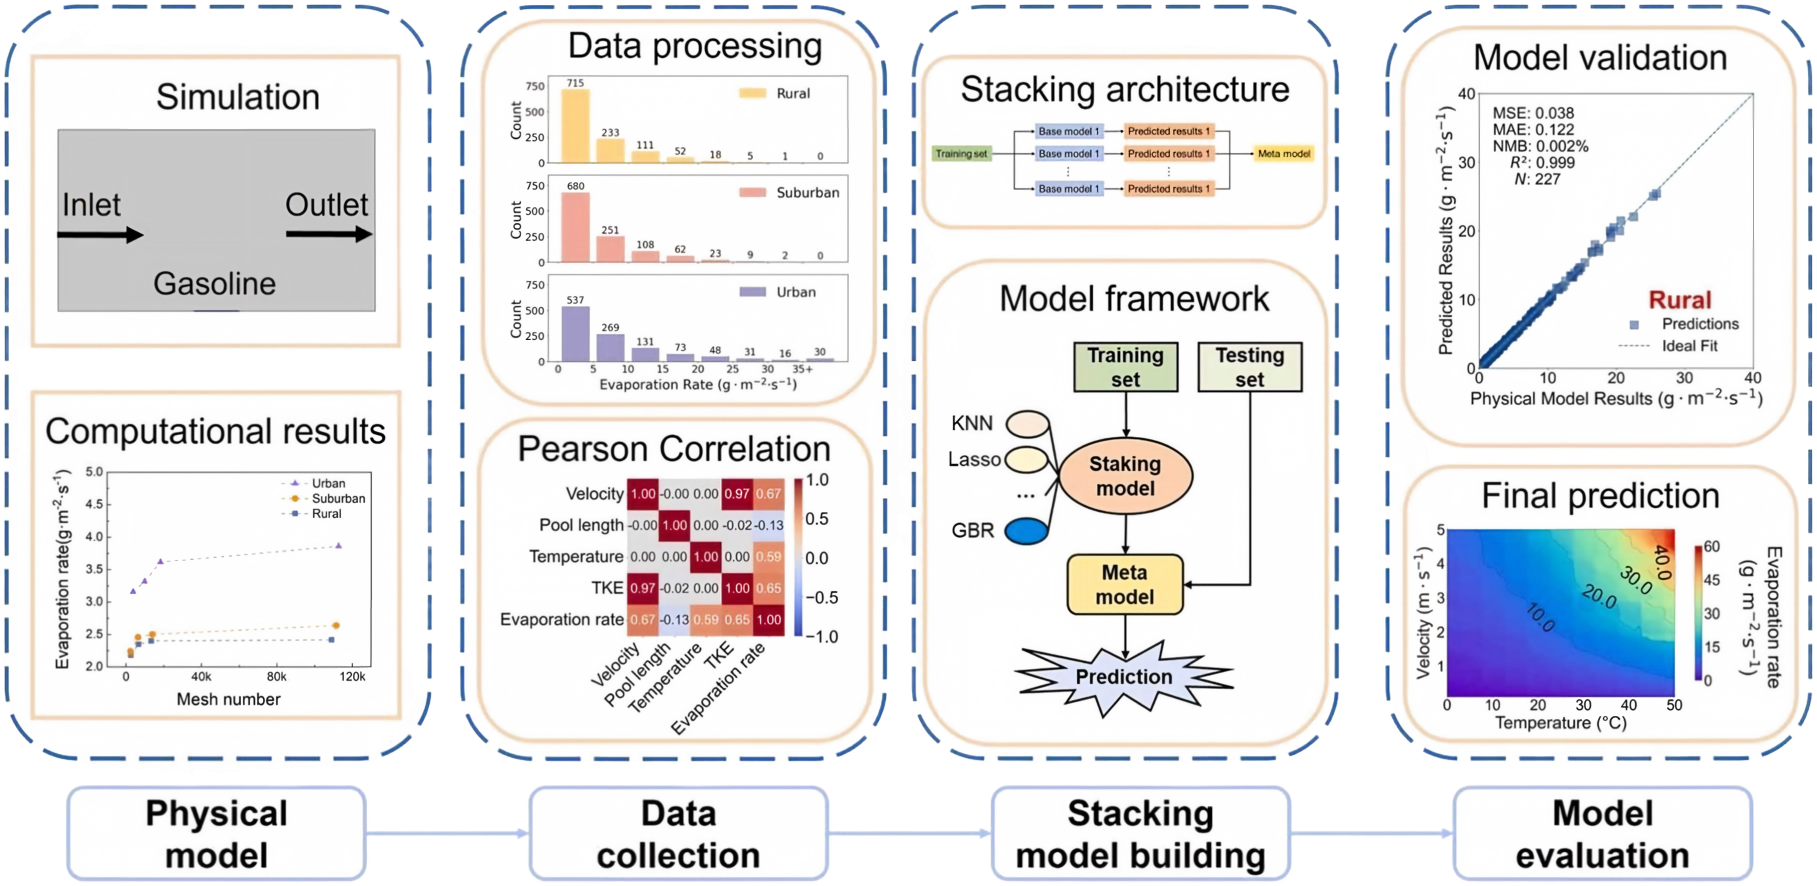 Simulation
Inlet
Outlet
Gasoline
Computational results
Evaporation rate(g·m⁻²·s⁻¹)
5.0
4.5
4.0
3.5
3.0
2.5
2.0
Urban
Suburban
Rural
0 40k 80k 120k
Mesh number
Data processing
Count
750
500
250
0
715 233 111 52 18 5 1 0
Rural
Count
750
500
250
0
680 251 108 62 23 9 2 0
Suburban
Count
750
500
250
0
537 269 131 73 48 31 16 30
Urban
0 5 10 15 20 25 30 35+
Evaporation Rate (g·m⁻²·s⁻¹)
Pearson Correlation
Velocity 1.00 -0.00 0.00 0.97 0.67
Pool length -0.00 1.00 0.00 -0.02 -0.13
Temperature 0.00 0.00 1.00 0.00 0.59
TKE 0.97 -0.02 0.00 1.00 0.65
Evaporation rate 0.67 -0.13 0.59 0.65 1.00
Velocity
Pool length
Temperature
TKE
Evaporation rate
1.0
0.5
0.0
−0.5
−1.0
Stacking architecture
Training set
Base model 1 Predicted results 1
Base model 1 Predicted results 1
⋮ ⋮
Base model 1 Predicted results 1
Meta model
Model framework
Training
set
Testing
set
KNN
Lasso
...
GBR
Staking
model
Meta
model
Prediction
Model validation
Predicted Results (g·m⁻²·s⁻¹)
40
30
20
10
0
MSE: 0.038
MAE: 0.122
NMB: 0.002%
R²: 0.999
N: 227
Rural
Predictions
Ideal Fit
0 10 20 30 40
Physical Model Results (g·m⁻²·s⁻¹)
Final prediction
Velocity (m·s⁻¹)
5
4
3
2
1
10.0
20.0
30.0
40.0
0 10 20 30 40 50
Temperature (°C)
60
45
30
15
0
Evaporation rate
(g·m⁻²·s⁻¹)
Physical
model
Data
collection
Stacking
model building
Model
evaluation